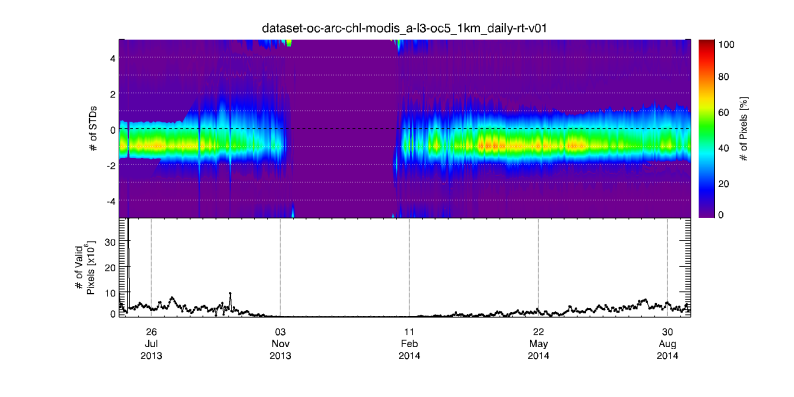 dataset-oc-arc-chl-modis_a-l3-oc5_1km_daily-rt-v01
4
2
0
-2
-4
# of STDs
100
80
60
40
20
0
# of Pixels [%]
30
20
10
0
# of Valid
Pixels [x10⁶]
26 03 11 22 30
Jul Nov Feb May Aug
2013 2013 2014 2014 2014